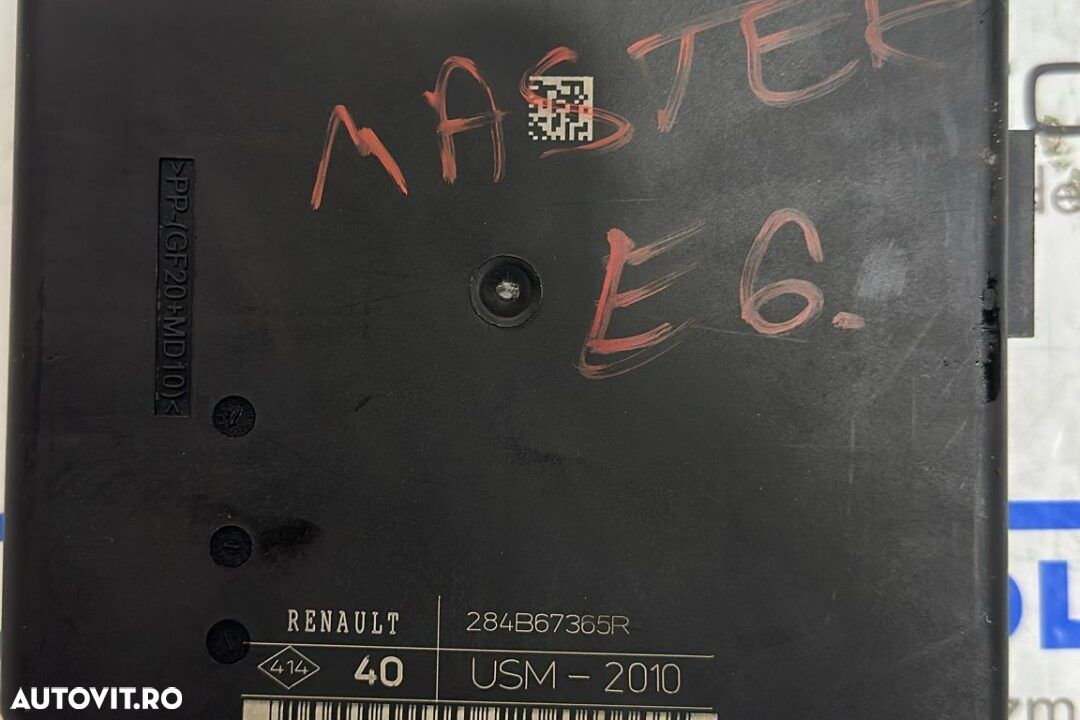 MASTER
E6.
>PP-(GF20+MD10)<
RENAULT 284B67365R
414 40 USM - 2010
AUTOVIT.RO